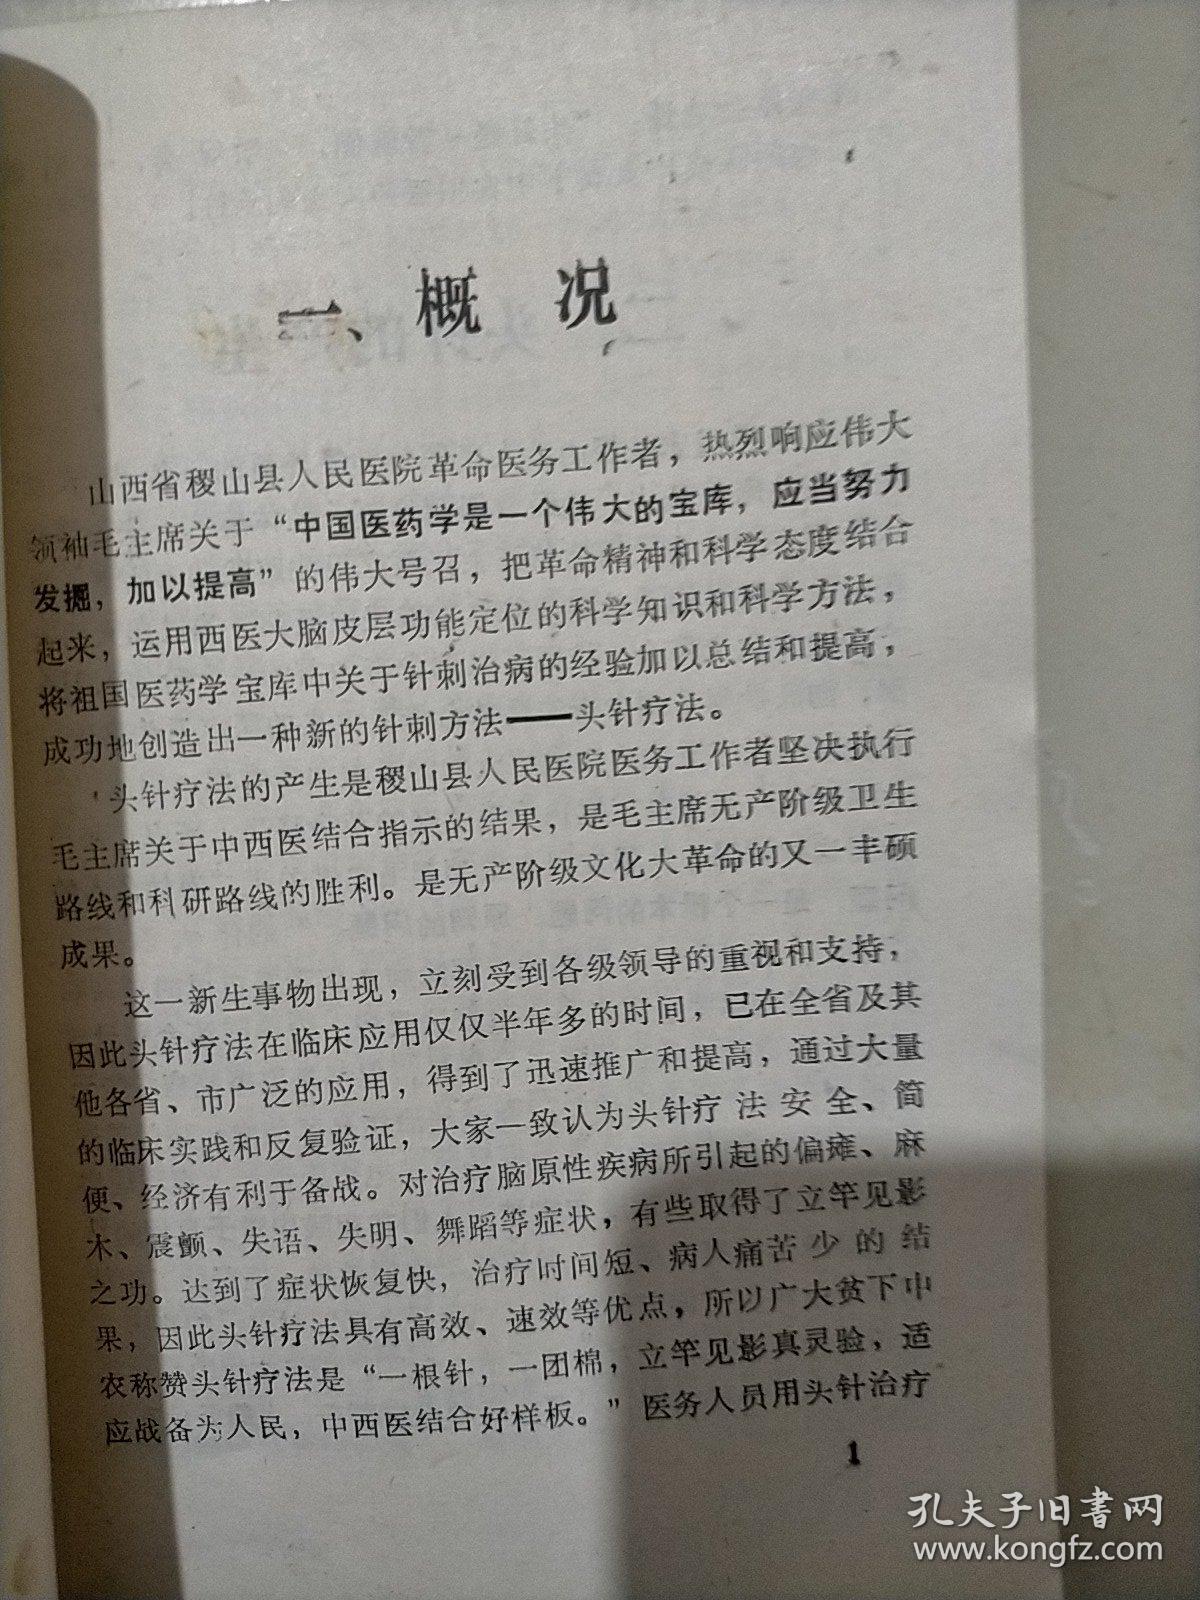 一、概 况
山西省稷山县人民医院革命医务工作者，热烈响应伟大
领袖毛主席关于“中国医药学是一个伟大的宝库，应当努力
发掘，加以提高”的伟大号召，把革命精神和科学态度结合
起来，运用西医大脑皮层功能定位的科学知识和科学方法，
将祖国医药学宝库中关于针刺治病的经验加以总结和提高，
成功地创造出一种新的针刺方法——头针疗法。
头针疗法的产生是稷山县人民医院医务工作者坚决执行
毛主席关于中西医结合指示的结果，是毛主席无产阶级卫生
路线和科研路线的胜利。是无产阶级文化大革命的又一丰硕
成果。
这一新生事物出现，立刻受到各级领导的重视和支持，
因此头针疗法在临床应用仅仅半年多的时间，已在全省及其
他各省、市广泛的应用，得到了迅速推广和提高，通过大量
的临床实践和反复验证，大家一致认为头针疗法安全、简
便、经济有利于备战。对治疗脑原性疾病所引起的偏瘫、麻
木、震颤、失语、失明、舞蹈等症状，有些取得了立竿见影
之功。达到了症状恢复快，治疗时间短、病人痛苦少的结
果，因此头针疗法具有高效、速效等优点，所以广大贫下中
农称赞头针疗法是“一根针，一团棉，立竿见影真灵验，适
应战备为人民，中西医结合好样板。”医务人员用头针治疗
1
孔夫子旧书网
www.kongfz.com